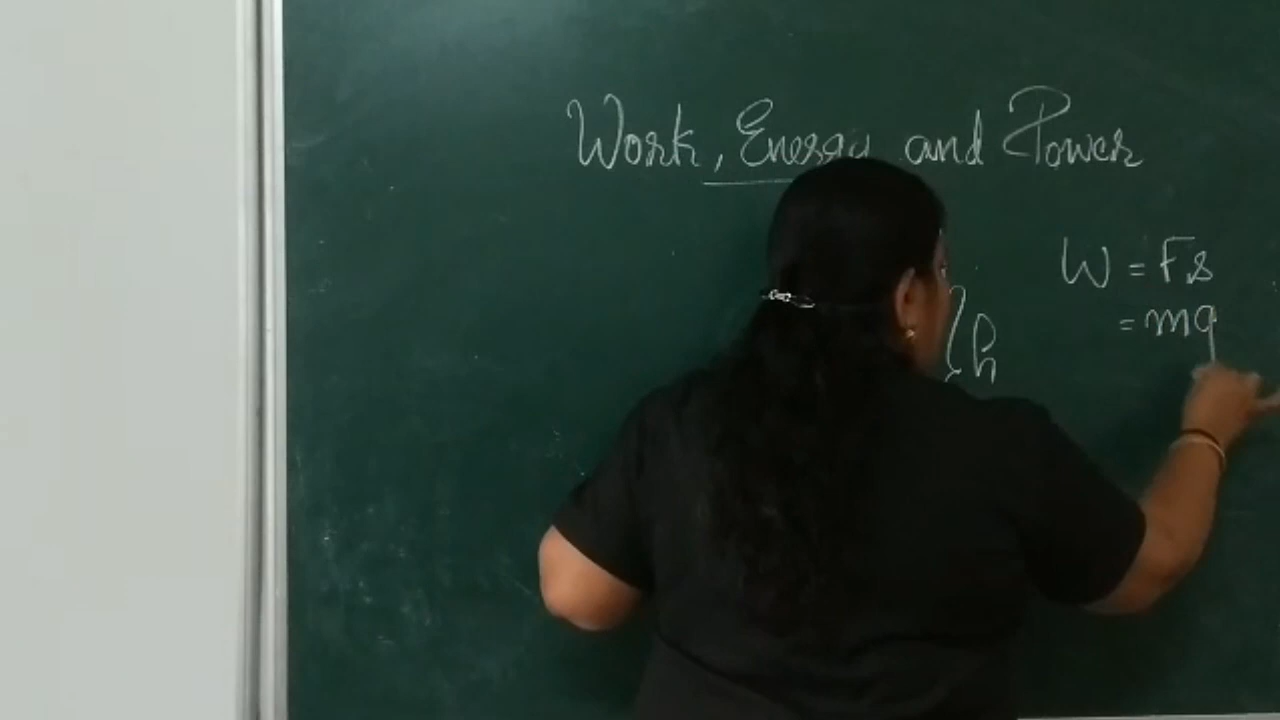 Work, Energy and Power
W = Fs
h
= mg